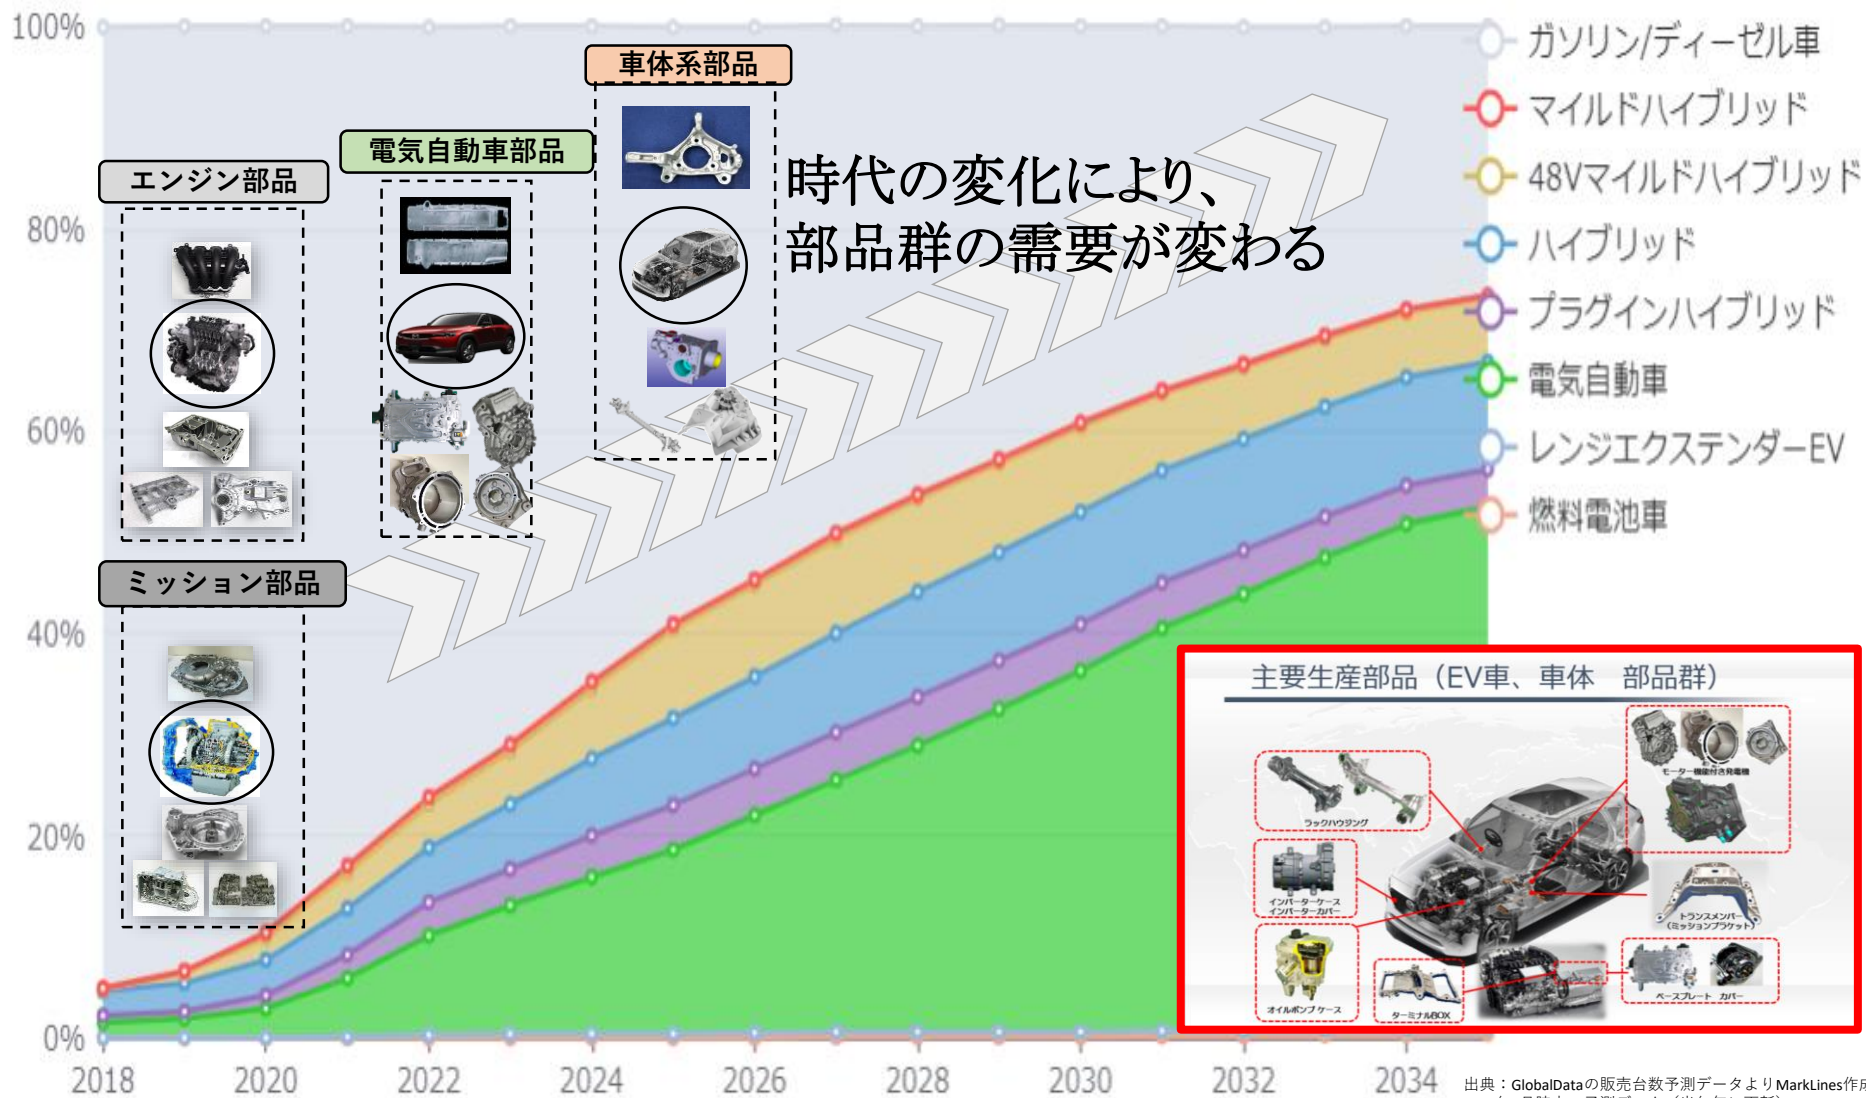 100%
80%
60%
40%
20%
0%
2018
2020
2022
2024
2026
2028
2030
2032
2034
エンジン部品
電気自動車部品
車体系部品
ミッション部品
時代の変化により、
部品群の需要が変わる
ガソリン/ディーゼル車
マイルドハイブリッド
48Vマイルドハイブリッド
ハイブリッド
プラグインハイブリッド
電気自動車
レンジエクステンダーEV
燃料電池車
主要生産部品（EV車、車体　部品群）
ラックハウジング
モーター機能付き発電機
インバーターケース
インバーターカバー
トランスメンバー
（ミッションブラケット）
オイルポンプケース
ターミナルBOX
ベースプレート　カバー
出典：GlobalDataの販売台数予測データよりMarkLines作成